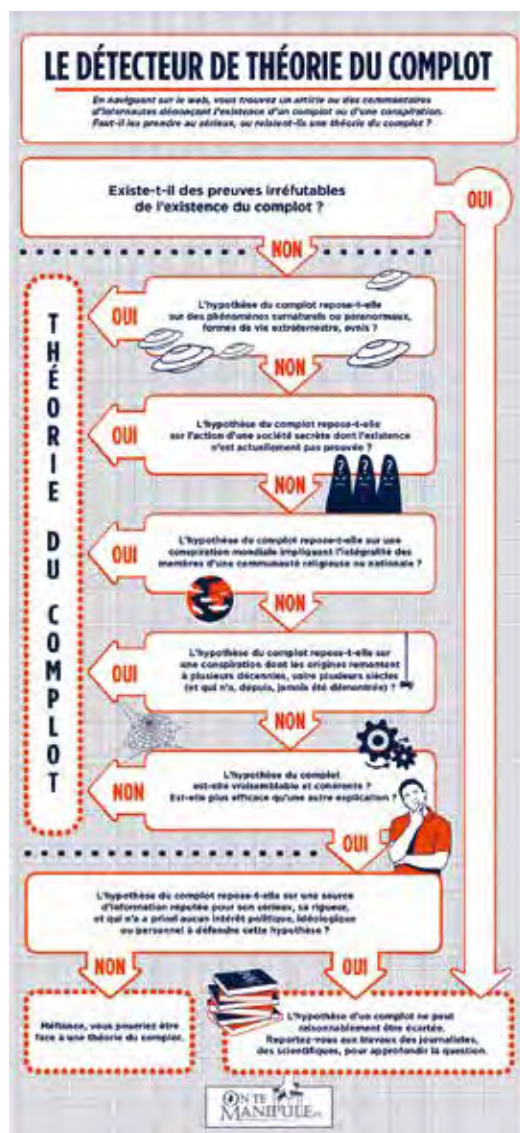 LE DÉTECTEUR DE THÉORIE DU COMPLOT
En naviguant sur le web, vous trouvez un article ou des commentaires
d'internautes dénonçant l'existence d'un complot ou d'une conspiration.
Faut-il les prendre au sérieux, ou relaient-ils une théorie du complot ?
Existe-t-il des preuves irréfutables
de l'existence du complot ?
OUI
NON
THÉORIE DU COMPLOT
L'hypothèse du complot repose-t-elle
sur des phénomènes surnaturels ou paranormaux,
formes de vie extraterrestre, ovnis ?
OUI
NON
L'hypothèse du complot repose-t-elle
sur l'action d'une société secrète dont l'existence
n'est actuellement pas prouvée ?
OUI
NON
L'hypothèse du complot repose-t-elle sur une
conspiration mondiale impliquant l'intégralité des
membres d'une communauté religieuse ou nationale ?
OUI
NON
L'hypothèse du complot repose-t-elle sur
une conspiration dont les origines remontent
à plusieurs décennies, voire plusieurs siècles
(et qui n'a, depuis, jamais été démontrée) ?
OUI
NON
L'hypothèse du complot
est-elle vraisemblable et cohérente ?
Est-elle plus efficace qu'une autre explication ?
NON
OUI
L'hypothèse du complot repose-t-elle sur une source
d'information réputée pour son sérieux, sa rigueur,
et qui n'a a priori aucun intérêt politique, idéologique
ou personnel à défendre cette hypothèse ?
NON
OUI
Méfiance, vous pourriez être
face à une théorie du complot.
L'hypothèse d'un complot ne peut
raisonnablement être écartée.
Reportez-vous aux travaux des journalistes,
des scientifiques, pour approfondir la question.
ON TE
MANIPULE.FR